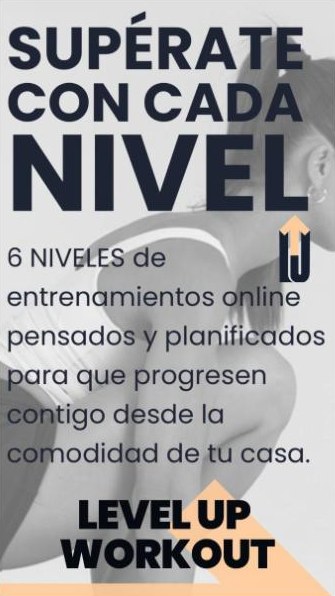 SUPÉRATE
CON CADA
NIVEL
6 NIVELES de
entrenamientos online
pensados y planificados
para que progresen
contigo desde la
comodidad de tu casa.
LEVEL UP
WORKOUT